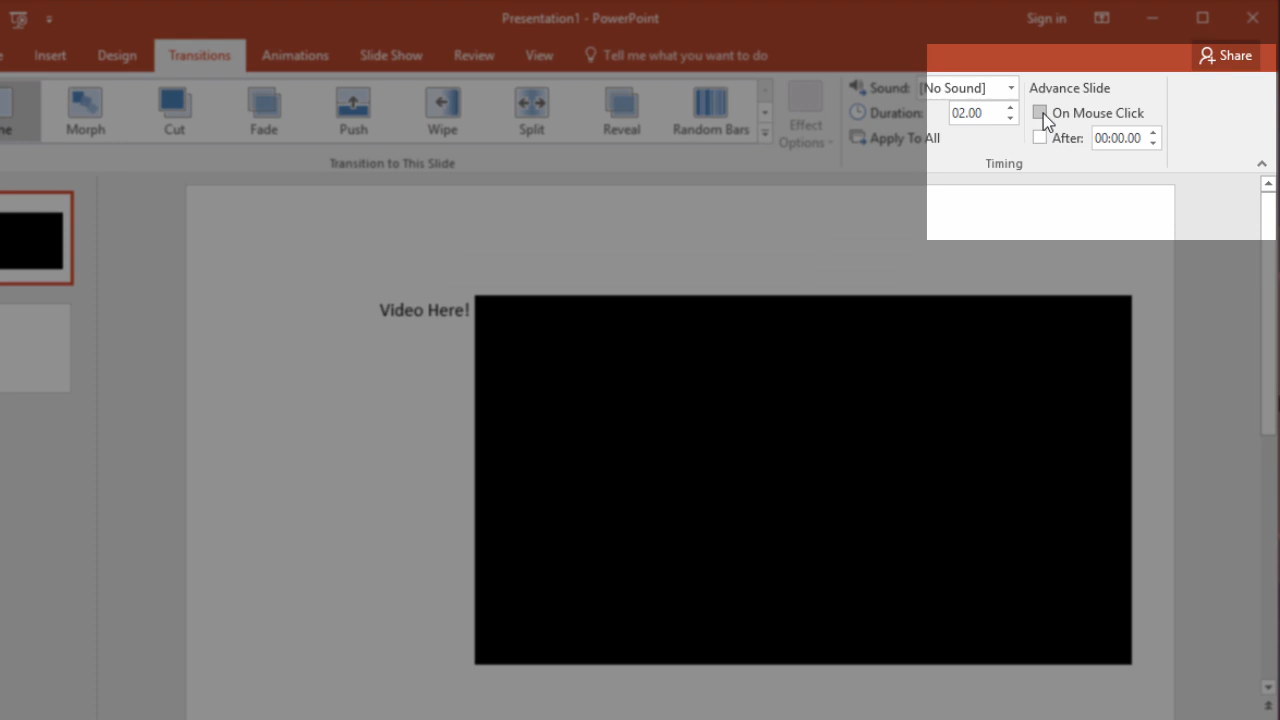 Presentation1 - PowerPoint
Sign in
Insert
Design
Transitions
Animations
Slide Show
Review
View
Tell me what you want to do
Share
Morph
Cut
Fade
Push
Wipe
Split
Reveal
Random Bars
Effect
Options
Transition to This Slide
Sound: [No Sound]
Duration: 02.00
Apply To All
Advance Slide
On Mouse Click
After: 00:00.00
Timing
Video Here!